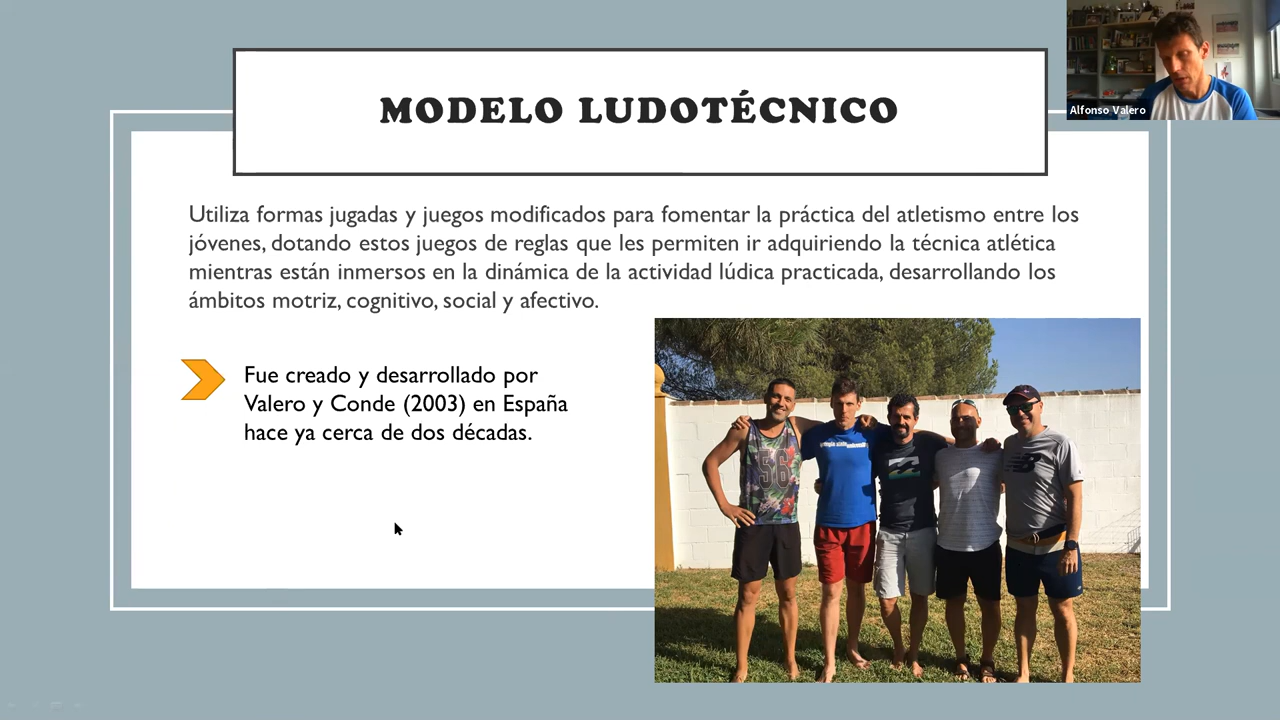 MODELO LUDOTÉCNICO
Alfonso Valero
Utiliza formas jugadas y juegos modificados para fomentar la práctica del atletismo entre los
jóvenes, dotando estos juegos de reglas que les permiten ir adquiriendo la técnica atlética
mientras están inmersos en la dinámica de la actividad lúdica practicada, desarrollando los
ámbitos motriz, cognitivo, social y afectivo.
Fue creado y desarrollado por
Valero y Conde (2003) en España
hace ya cerca de dos décadas.
56